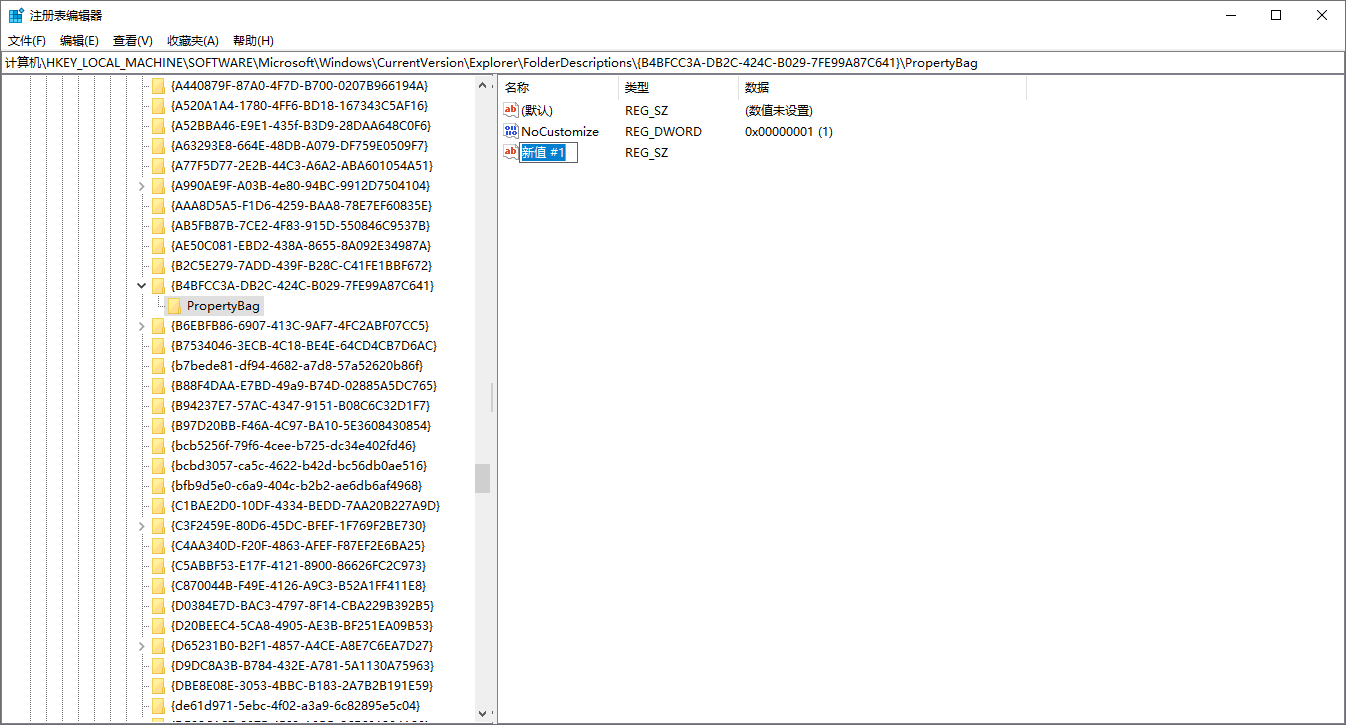 注册表编辑器
文件(F) 编辑(E) 查看(V) 收藏夹(A) 帮助(H)
计算机\HKEY_LOCAL_MACHINE\SOFTWARE\Microsoft\Windows\CurrentVersion\Explorer\FolderDescriptions\{B4BFCC3A-DB2C-424C-B029-7FE99A87C641}\PropertyBag
{A440879F-87A0-4F7D-B700-0207B966194A}
{A520A1A4-1780-4FF6-BD18-167343C5AF16}
{A52BBA46-E9E1-435f-B3D9-28DAA648C0F6}
{A63293E8-664E-48DB-A079-DF759E0509F7}
{A77F5D77-2E2B-44C3-A6A2-ABA601054A51}
{A990AE9F-A03B-4e80-94BC-9912D7504104}
{AAA8D5A5-F1D6-4259-BAA8-78E7EF60835E}
{AB5FB87B-7CE2-4F83-915D-550846C9537B}
{AE50C081-EBD2-438A-8655-8A092E34987A}
{B2C5E279-7ADD-439F-B28C-C41FE1BBF672}
{B4BFCC3A-DB2C-424C-B029-7FE99A87C641}
PropertyBag
{B6EBFB86-6907-413C-9AF7-4FC2ABF07CC5}
{B7534046-3ECB-4C18-BE4E-64CD4CB7D6AC}
{b7bede81-df94-4682-a7d8-57a52620b86f}
{B88F4DAA-E7BD-49a9-B74D-02885A5DC765}
{B94237E7-57AC-4347-9151-B08C6C32D1F7}
{B97D20BB-F46A-4C97-BA10-5E3608430854}
{bcb5256f-79f6-4cee-b725-dc34e402fd46}
{bcbd3057-ca5c-4622-b42d-bc56db0ae516}
{bfb9d5e0-c6a9-404c-b2b2-ae6db6af4968}
{C1BAE2D0-10DF-4334-BEDD-7AA20B227A9D}
{C3F2459E-80D6-45DC-BFEF-1F769F2BE730}
{C4AA340D-F20F-4863-AFEF-F87EF2E6BA25}
{C5ABBF53-E17F-4121-8900-86626FC2C973}
{C870044B-F49E-4126-A9C3-B52A1FF411E8}
{D0384E7D-BAC3-4797-8F14-CBA229B392B5}
{D20BEEC4-5CA8-4905-AE3B-BF251EA09B53}
{D65231B0-B2F1-4857-A4CE-A8E7C6EA7D27}
{D9DC8A3B-B784-432E-A781-5A1130A75963}
{DBE8E08E-3053-4BBC-B183-2A7B2B191E59}
{de61d971-5ebc-4f02-a3a9-6c82895e5c04}
名称 类型 数据
(默认) REG_SZ (数值未设置)
NoCustomize REG_DWORD 0x00000001 (1)
新值 #1 REG_SZ